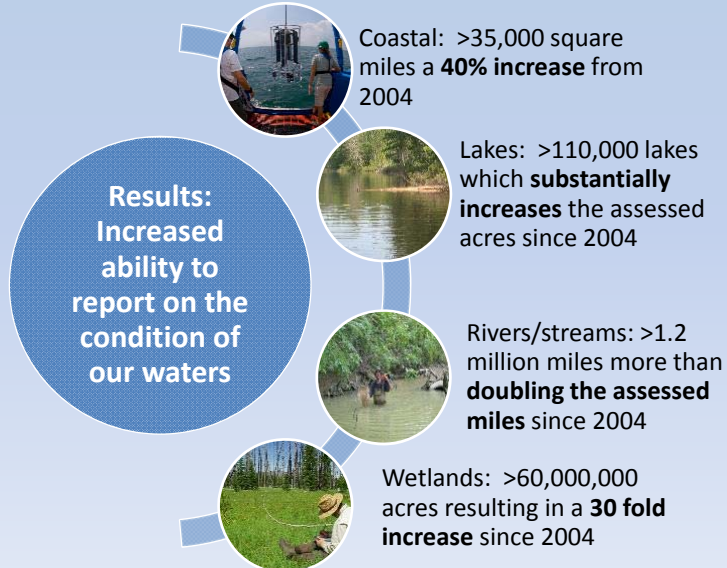 Results:
Increased
ability to
report on the
condition of
our waters
Coastal: >35,000 square
miles a 40% increase from
2004
Lakes: >110,000 lakes
which substantially
increases the assessed
acres since 2004
Rivers/streams: >1.2
million miles more than
doubling the assessed
miles since 2004
Wetlands: >60,000,000
acres resulting in a 30 fold
increase since 2004